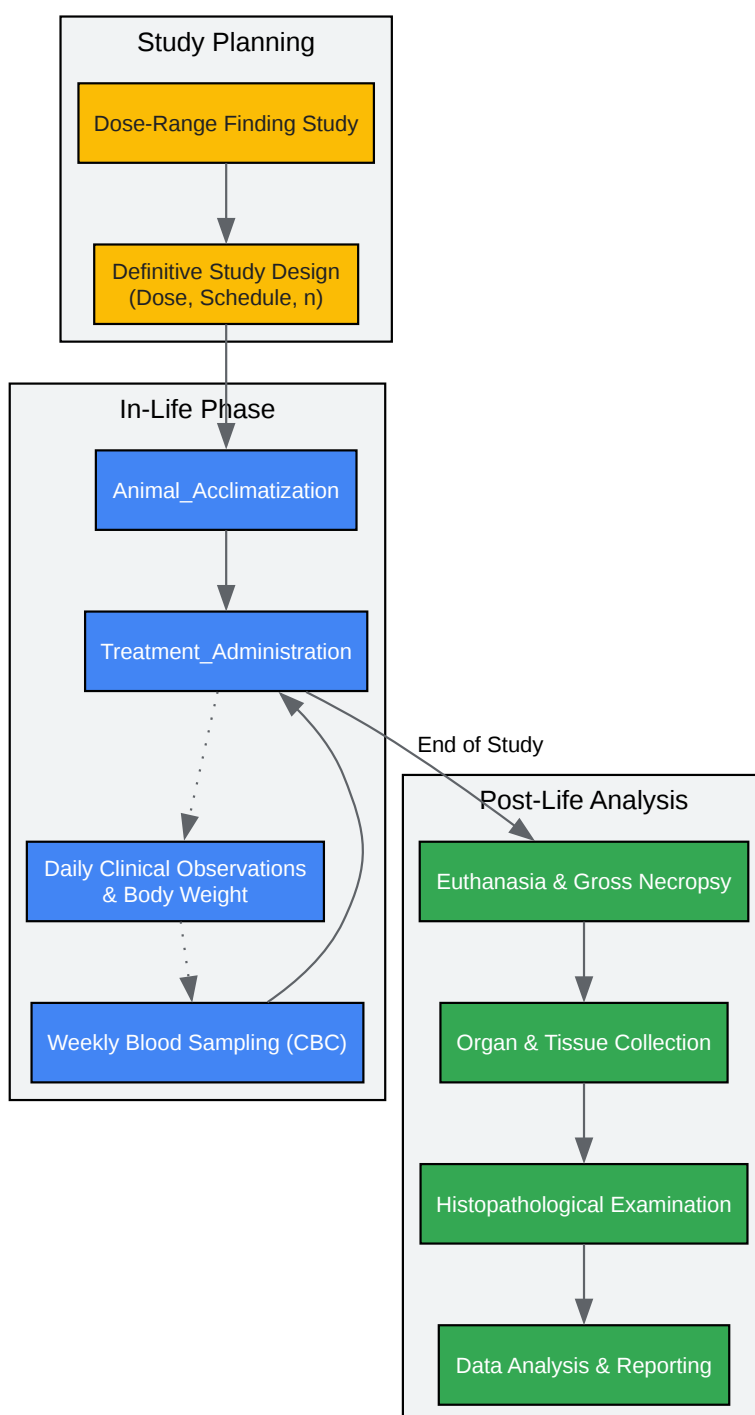 Study Planning
Dose-Range Finding Study
Definitive Study Design
(Dose, Schedule, n)
In-Life Phase
Animal_Acclimatization
Treatment_Administration
End of Study
Daily Clinical Observations
& Body Weight
Weekly Blood Sampling (CBC)
Post-Life Analysis
Euthanasia & Gross Necropsy
Organ & Tissue Collection
Histopathological Examination
Data Analysis & Reporting